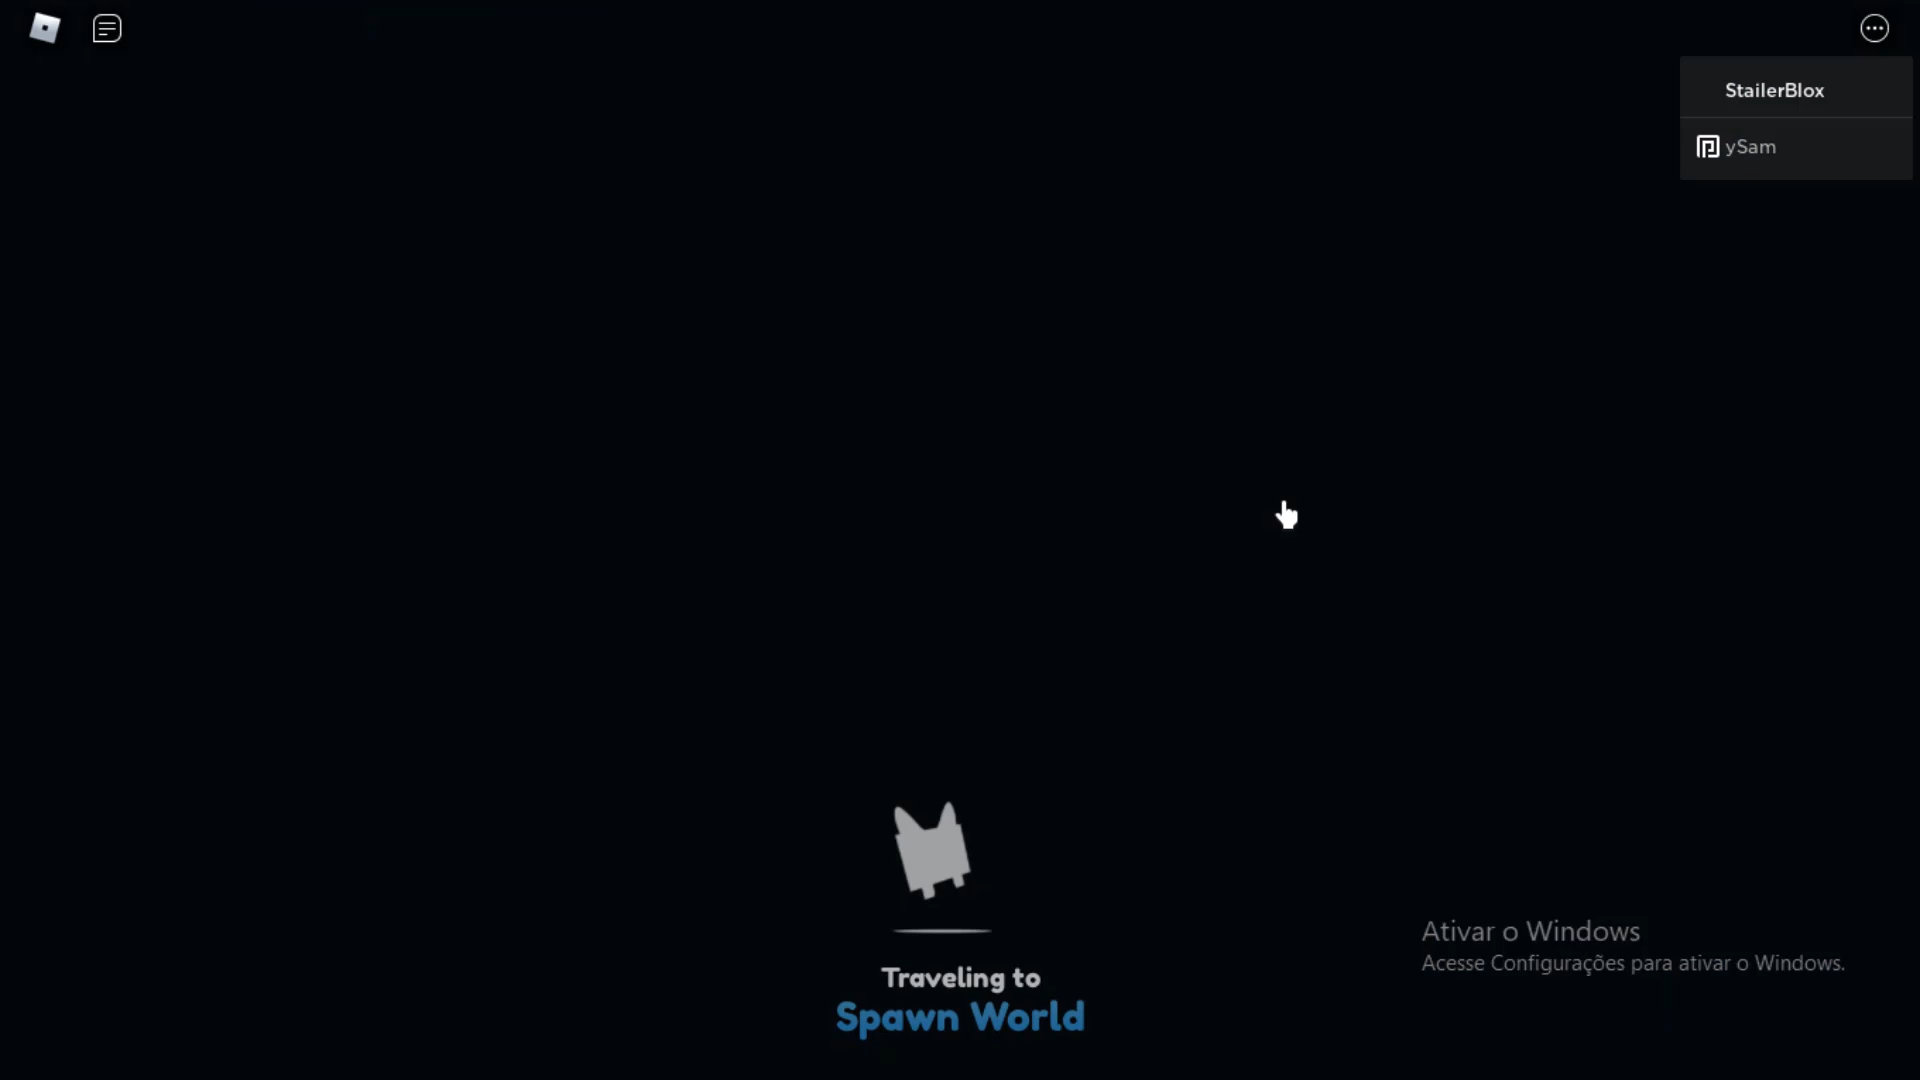 StailerBlox
ySam
Traveling to
Spawn World
Ativar o Windows
Acesse Configurações para ativar o Windows.